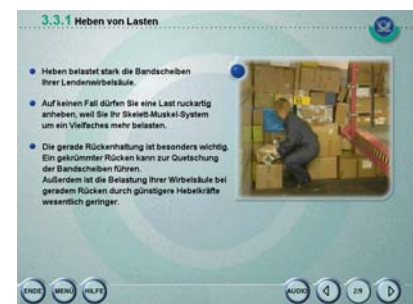 3.3.1 Heben von Lasten
Heben belastet stark die Bandscheiben
Ihrer Lendenwirbelsäule.
Auf keinen Fall dürfen Sie eine Last ruckartig
anheben, weil Sie Ihr Skelett-Muskel-System
um ein Vielfaches mehr belasten.
Die gerade Rückenhaltung ist besonders wichtig.
Ein gekrümmter Rücken kann zur Quetschung
der Bandscheiben führen.
Außerdem ist die Belastung Ihrer Wirbelsäule bei
geradem Rücken durch günstigere Hebelkräfte
wesentlich geringer.
ENDE MENÜ HILFE AUDIO 2/9